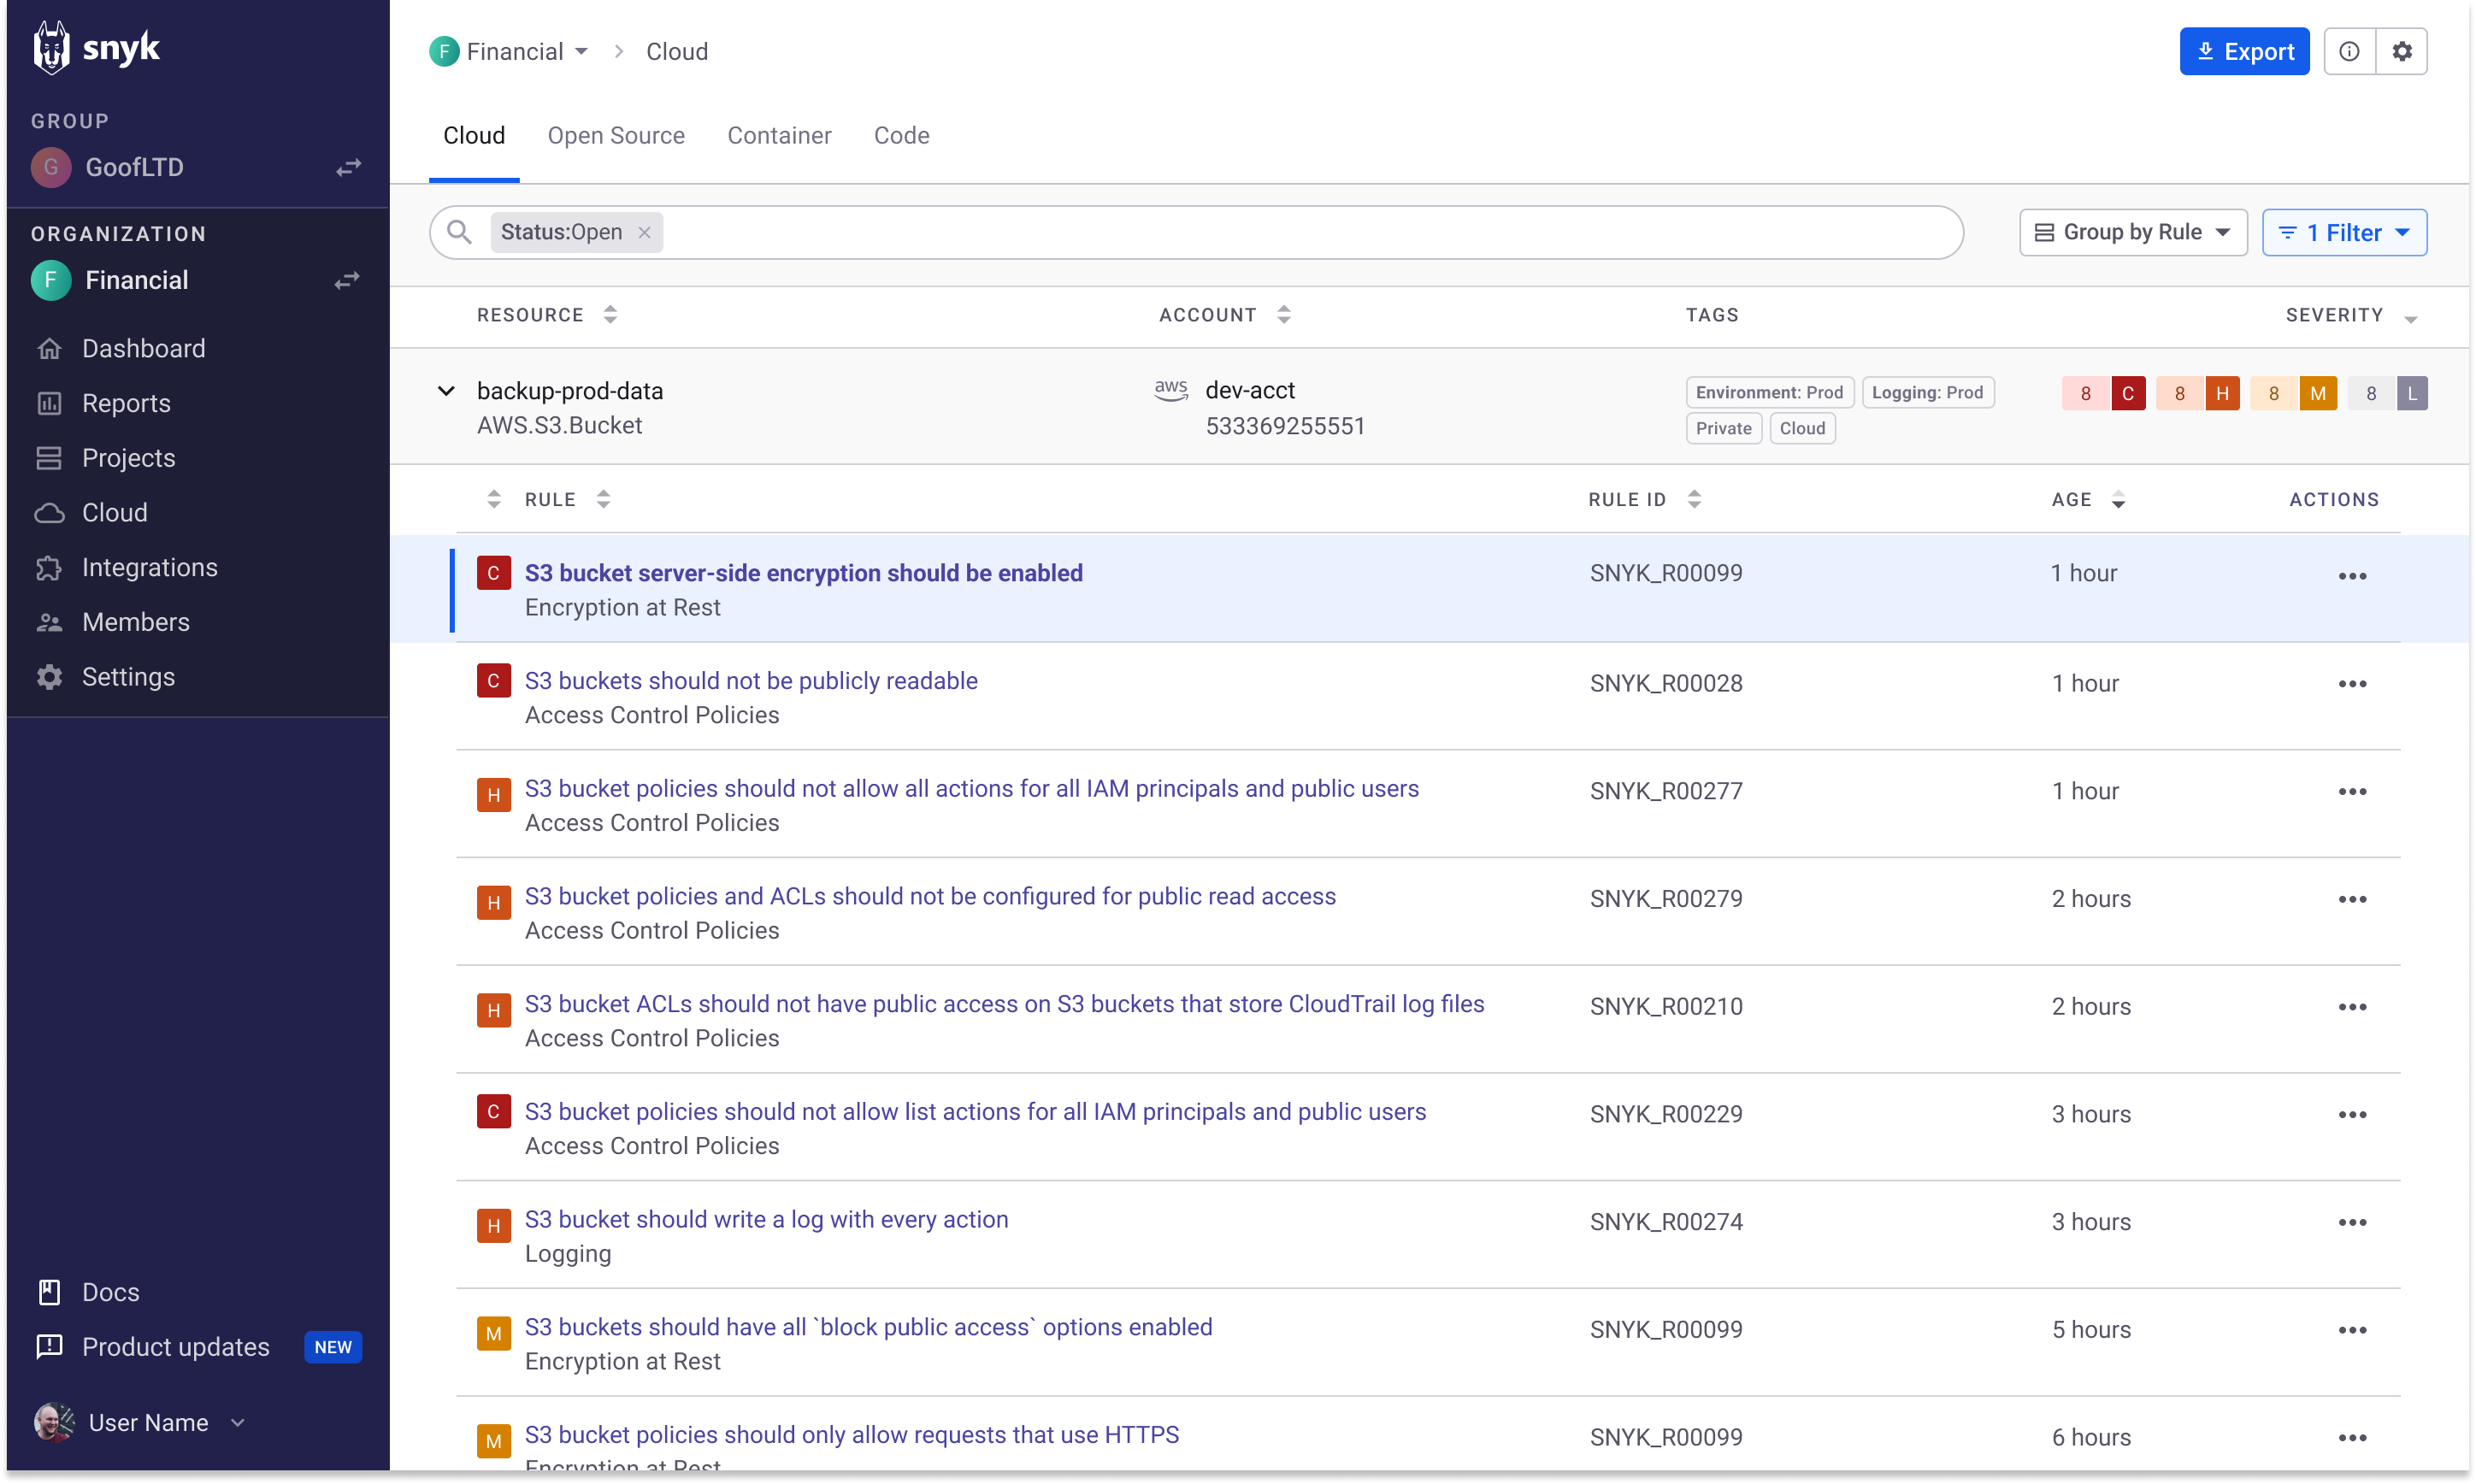 snyk
GROUP
G GoofLTD
ORGANIZATION
F Financial
Dashboard
Reports
Projects
Cloud
Integrations
Members
Settings
Docs
Product updates NEW
User Name
F Financial Cloud
Export
Cloud Open Source Container Code
Status:Open
Group by Rule 1 Filter
RESOURCE ACCOUNT TAGS SEVERITY
backup-prod-data aws dev-acct Environment: Prod Logging: Prod 8 C 8 H 8 M 8 L
AWS.S3.Bucket 533369255551 Private Cloud
RULE RULE ID AGE ACTIONS
C S3 bucket server-side encryption should be enabled SNYK_R00099 1 hour
Encryption at Rest
C S3 buckets should not be publicly readable SNYK_R00028 1 hour
Access Control Policies
H S3 bucket policies should not allow all actions for all IAM principals and public users SNYK_R00277 1 hour
Access Control Policies
H S3 bucket policies and ACLs should not be configured for public read access SNYK_R00279 2 hours
Access Control Policies
H S3 bucket ACLs should not have public access on S3 buckets that store CloudTrail log files SNYK_R00210 2 hours
Access Control Policies
C S3 bucket policies should not allow list actions for all IAM principals and public users SNYK_R00229 3 hours
Access Control Policies
H S3 bucket should write a log with every action SNYK_R00274 3 hours
Logging
M S3 buckets should have all `block public access` options enabled SNYK_R00099 5 hours
Encryption at Rest
M S3 bucket policies should only allow requests that use HTTPS SNYK_R00099 6 hours
Encryption at Rest